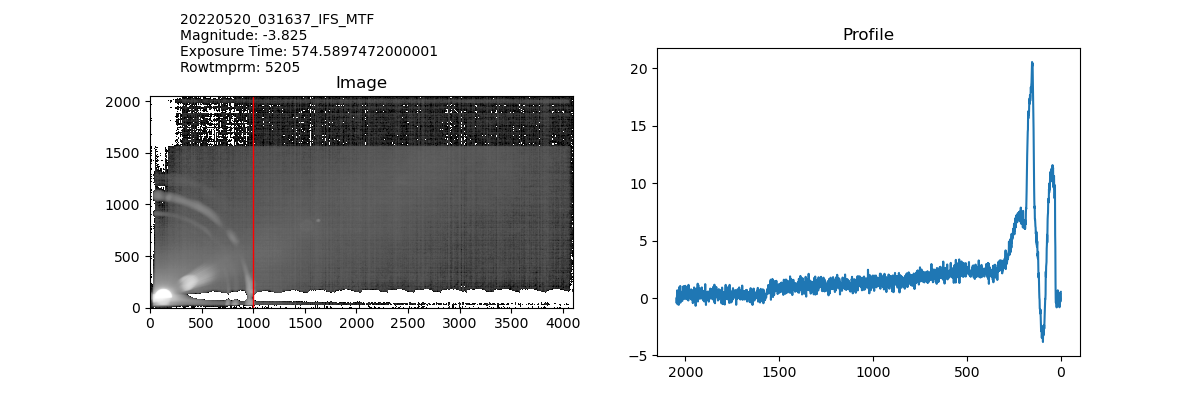 20220520_031637_IFS_MTF
Magnitude: -3.825
Exposure Time: 574.5897472000001
Rowtmprm: 5205
Image
2000
1500
1000
500
0
0 500 1000 1500 2000 2500 3000 3500 4000
Profile
20
15
10
5
0
−5
2000 1500 1000 500 0